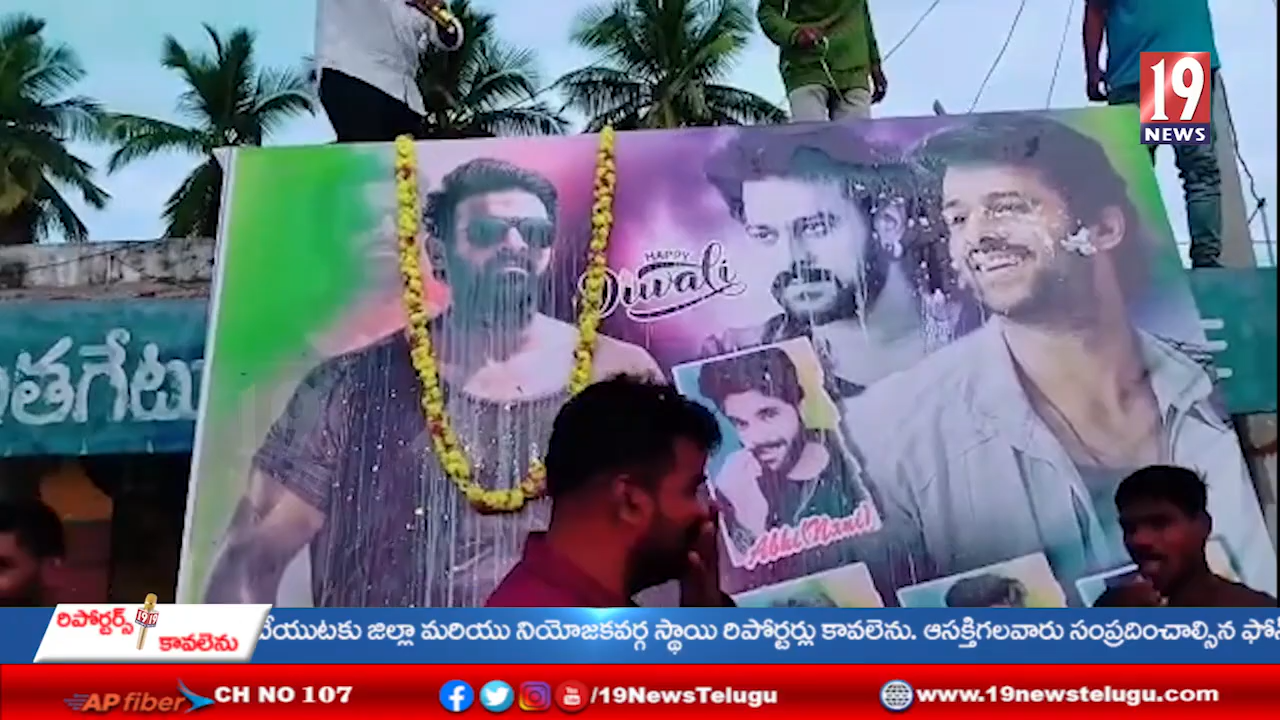 19
NEWS
HAPPY
Diwali
తగేటు
Abhi(Nani)
రిపోర్టర్స్
కావలెను
చేయుటకు జిల్లా మరియు నియోజకవర్గ స్థాయి రిపోర్టర్లు కావలెను. ఆసక్తిగలవారు సంప్రదించాల్సిన ఫోన్
AP fiber CH NO 107
/19NewsTelugu
www.19newstelugu.com